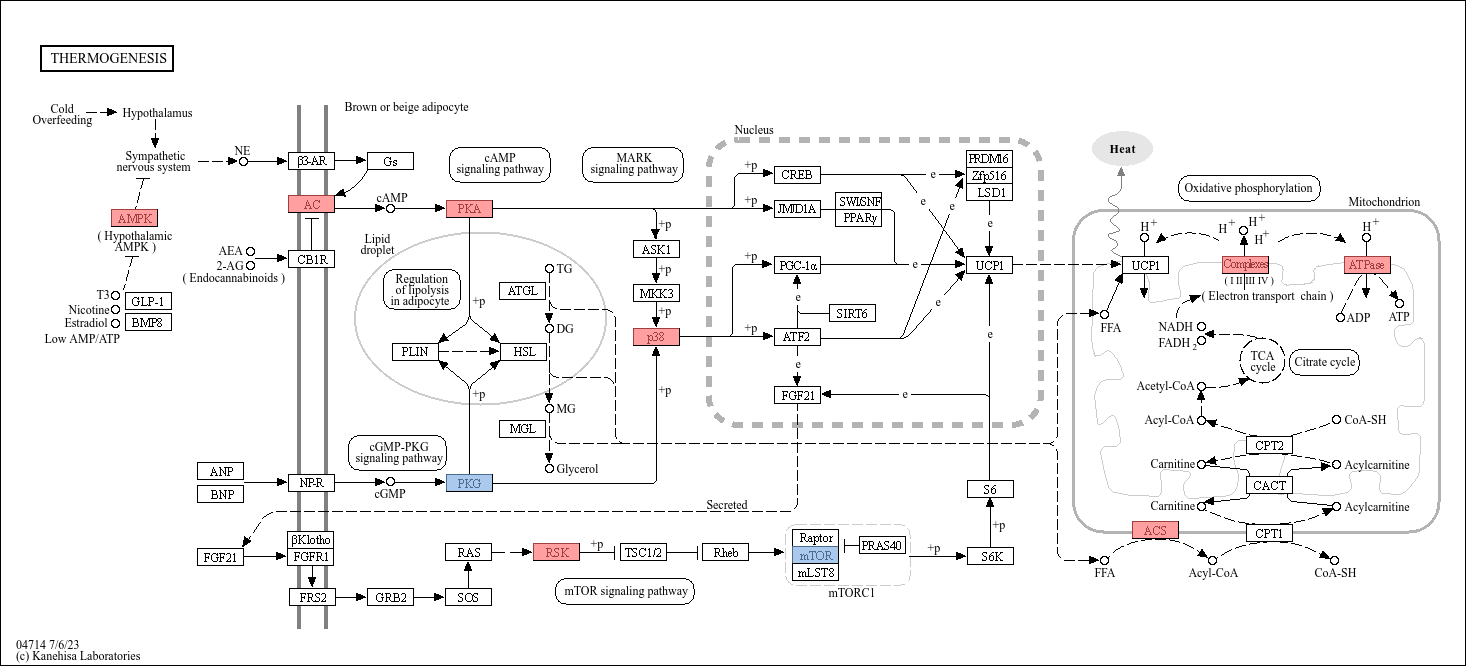 THERMOGENESIS
Cold
Overfeeding
Hypothalamus
Sympathetic
nervous system
AMPK
( Hypothalamic
AMPK )
T3
Nicotine
Estradiol
Low AMP/ATP
GLP-1
BMP8
Brown or beige adipocyte
NE
β3-AR
Gs
AC
cAMP
PKA
AEA
2-AG
( Endocannabinoids )
CB1R
cAMP
signaling pathway
MARK
signaling pathway
Lipid
droplet
Regulation
of lipolysis
in adipocyte
+p
TG
ATGL
DG
PLIN
HSL
+p
MG
MGL
Glycerol
+p
ASK1
+p
MKK3
+p
p38
+p
cGMP-PKG
signaling pathway
ANP
BNP
NPR
cGMP
PKG
Nucleus
+p
CREB
JMJD1A
SWISNF
PPARγ
+p
PGC-1α
e
SIRT6
+p
ATF2
e
FGF21
e
e
e
e
e
e
PRDM16
Zfp516
LSD1
e
UCP1
e
Secreted
FGF21
βKlotho
FGFR1
FRS2
GRB2
SOS
RAS
RSK
+p
TSC1/2
Rheb
mTOR signaling pathway
Raptor
mTOR
mLST8
PRAS40
mTORC1
+p
S6K
+p
S6
Heat
Oxidative phosphorylation
Mitochondrion
H+
UCP1
H+
H+
H+
Complexes
( I II III IV )
( Electron transport chain )
H+
ATPase
ADP
ATP
FFA
NADH
FADH2
TCA
cycle
Citrate cycle
Acetyl-CoA
Acyl-CoA
CoA-SH
CPT2
Carnitine
Acylcarnitine
CACT
Carnitine
Acylcarnitine
ACS
CPT1
FFA
Acyl-CoA
CoA-SH
04714 7/6/23
(c) Kanehisa Laboratories